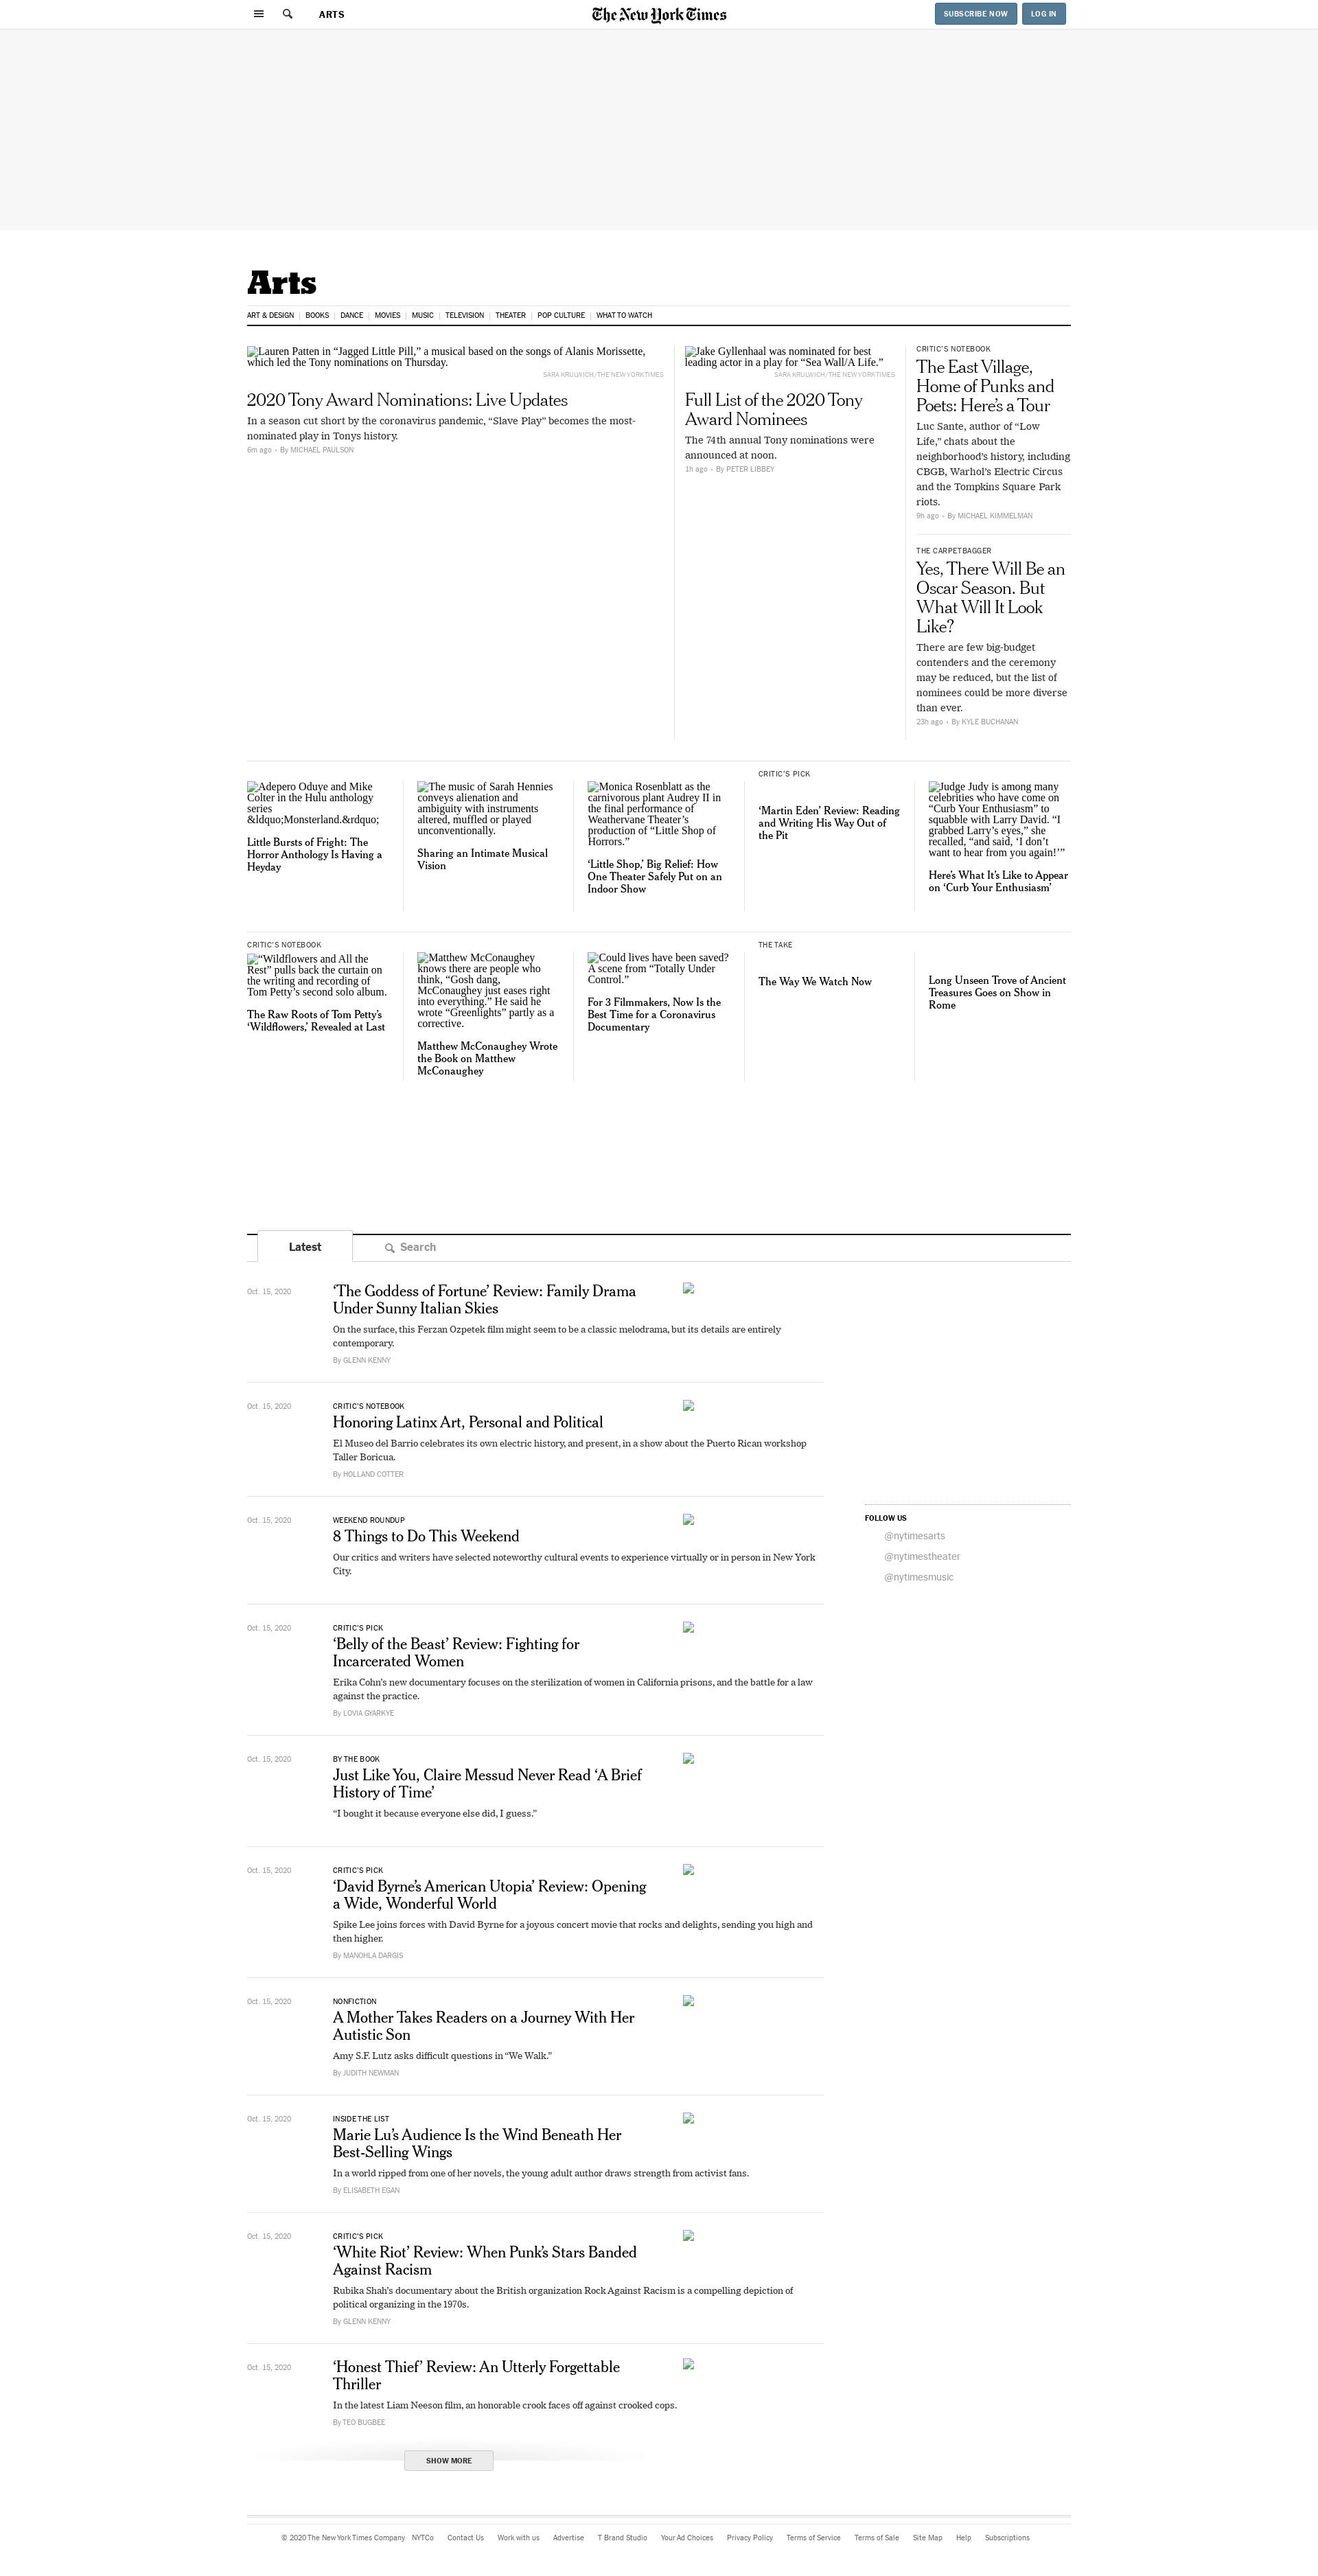 ARTS
The New York Times
SUBSCRIBE NOW
LOG IN
Arts
ART & DESIGN
BOOKS
DANCE
MOVIES
MUSIC
TELEVISION
THEATER
POP CULTURE
WHAT TO WATCH
Lauren Patten in “Jagged Little Pill,” a musical based on the songs of Alanis Morissette,
which led the Tony nominations on Thursday.
SARA KRULWICH/THE NEW YORK TIMES
2020 Tony Award Nominations: Live Updates
In a season cut short by the coronavirus pandemic, “Slave Play” becomes the most-
nominated play in Tonys history.
6m ago • By MICHAEL PAULSON
Jake Gyllenhaal was nominated for best
leading actor in a play for “Sea Wall/A Life.”
SARA KRULWICH/THE NEW YORK TIMES
Full List of the 2020 Tony
Award Nominees
The 74th annual Tony nominations were
announced at noon.
1h ago • By PETER LIBBEY
CRITIC’S NOTEBOOK
The East Village,
Home of Punks and
Poets: Here’s a Tour
Luc Sante, author of “Low
Life,” chats about the
neighborhood’s history, including
CBGB, Warhol’s Electric Circus
and the Tompkins Square Park
riots.
9h ago • By MICHAEL KIMMELMAN
THE CARPETBAGGER
Yes, There Will Be an
Oscar Season. But
What Will It Look
Like?
There are few big-budget
contenders and the ceremony
may be reduced, but the list of
nominees could be more diverse
than ever.
23h ago • By KYLE BUCHANAN
Adepero Oduye and Mike
Colter in the Hulu anthology
series
&ldquo;Monsterland.&rdquo;
Little Bursts of Fright: The
Horror Anthology Is Having a
Heyday
The music of Sarah Hennies
conveys alienation and
ambiguity with instruments
altered, muffled or played
unconventionally.
Sharing an Intimate Musical
Vision
Monica Rosenblatt as the
carnivorous plant Audrey II in
the final performance of
Weathervane Theater’s
production of “Little Shop of
Horrors.”
‘Little Shop,’ Big Relief: How
One Theater Safely Put on an
Indoor Show
CRITIC’S PICK
‘Martin Eden’ Review: Reading
and Writing His Way Out of
the Pit
Judge Judy is among many
celebrities who have come on
“Curb Your Enthusiasm” to
squabble with Larry David. “I
grabbed Larry’s eyes,” she
recalled, “and said, ‘I don’t
want to hear from you again!’”
Here’s What It’s Like to Appear
on ‘Curb Your Enthusiasm’
CRITIC’S NOTEBOOK
“Wildflowers and All the
Rest” pulls back the curtain on
the writing and recording of
Tom Petty’s second solo album.
The Raw Roots of Tom Petty’s
‘Wildflowers,’ Revealed at Last
Matthew McConaughey
knows there are people who
think, “Gosh dang,
McConaughey just eases right
into everything.” He said he
wrote “Greenlights” partly as a
corrective.
Matthew McConaughey Wrote
the Book on Matthew
McConaughey
Could lives have been saved?
A scene from “Totally Under
Control.”
For 3 Filmmakers, Now Is the
Best Time for a Coronavirus
Documentary
THE TAKE
The Way We Watch Now
Long Unseen Trove of Ancient
Treasures Goes on Show in
Rome
Latest
Search
Oct. 15, 2020
‘The Goddess of Fortune’ Review: Family Drama
Under Sunny Italian Skies
On the surface, this Ferzan Ozpetek film might seem to be a classic melodrama, but its details are entirely
contemporary.
By GLENN KENNY
Oct. 15, 2020
CRITIC’S NOTEBOOK
Honoring Latinx Art, Personal and Political
El Museo del Barrio celebrates its own electric history, and present, in a show about the Puerto Rican workshop
Taller Boricua.
By HOLLAND COTTER
Oct. 15, 2020
WEEKEND ROUNDUP
8 Things to Do This Weekend
Our critics and writers have selected noteworthy cultural events to experience virtually or in person in New York
City.
FOLLOW US
@nytimesarts
@nytimestheater
@nytimesmusic
Oct. 15, 2020
CRITIC’S PICK
‘Belly of the Beast’ Review: Fighting for
Incarcerated Women
Erika Cohn’s new documentary focuses on the sterilization of women in California prisons, and the battle for a law
against the practice.
By LOVIA GYARKYE
Oct. 15, 2020
BY THE BOOK
Just Like You, Claire Messud Never Read ‘A Brief
History of Time’
“I bought it because everyone else did, I guess.”
Oct. 15, 2020
CRITIC’S PICK
‘David Byrne’s American Utopia’ Review: Opening
a Wide, Wonderful World
Spike Lee joins forces with David Byrne for a joyous concert movie that rocks and delights, sending you high and
then higher.
By MANOHLA DARGIS
Oct. 15, 2020
NONFICTION
A Mother Takes Readers on a Journey With Her
Autistic Son
Amy S.F. Lutz asks difficult questions in “We Walk.”
By JUDITH NEWMAN
Oct. 15, 2020
INSIDE THE LIST
Marie Lu’s Audience Is the Wind Beneath Her
Best-Selling Wings
In a world ripped from one of her novels, the young adult author draws strength from activist fans.
By ELISABETH EGAN
Oct. 15, 2020
CRITIC’S PICK
‘White Riot’ Review: When Punk’s Stars Banded
Against Racism
Rubika Shah’s documentary about the British organization Rock Against Racism is a compelling depiction of
political organizing in the 1970s.
By GLENN KENNY
Oct. 15, 2020
‘Honest Thief’ Review: An Utterly Forgettable
Thriller
In the latest Liam Neeson film, an honorable crook faces off against crooked cops.
By TEO BUGBEE
SHOW MORE
© 2020 The New York Times Company NYTCo Contact Us Work with us Advertise T Brand Studio Your Ad Choices Privacy Policy Terms of Service Terms of Sale Site Map Help Subscriptions